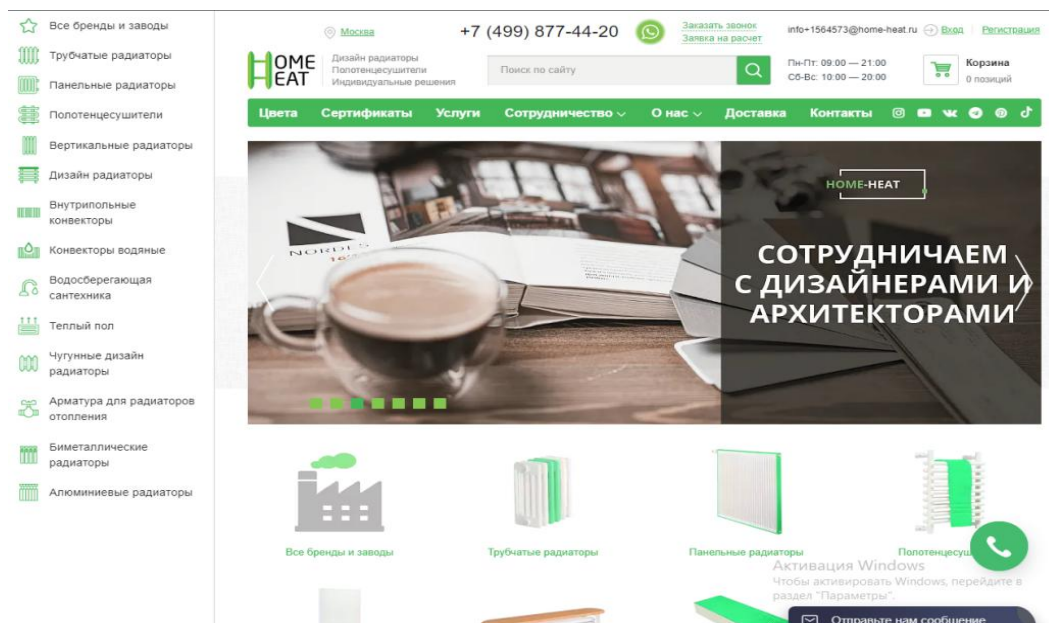 Все бренды и заводы
Трубчатые радиаторы
Панельные радиаторы
Полотенцесушители
Вертикальные радиаторы
Дизайн радиаторы
Внутрипольные
конвекторы
Конвекторы водяные
Водосберегающая
сантехника
Теплый пол
Чугунные дизайн
радиаторы
Арматура для радиаторов
отопления
Биметаллические
радиаторы
Алюминиевые радиаторы
Москва
+7 (499) 877-44-20
Заказать звонок
Заявка на расчет
info+1564573@home-heat.ru
Вход
Регистрация
HOME
HEAT
Дизайн радиаторы
Полотенцесушители
Индивидуальные решения
Поиск по сайту
Пн-Пт: 09:00 — 21:00
Сб-Вс: 10:00 — 20:00
Корзина
0 позиций
Цвета Сертификаты Услуги Сотрудничество О нас Доставка Контакты
NORDES
HOME-HEAT
СОТРУДНИЧАЕМ
С ДИЗАЙНЕРАМИ И
АРХИТЕКТОРАМИ
Все бренды и заводы
Трубчатые радиаторы
Панельные радиаторы
Полотенцесуш
Активация Windows
Чтобы активировать Windows, перейдите в
раздел "Параметры".
Отправьте нам сообщение